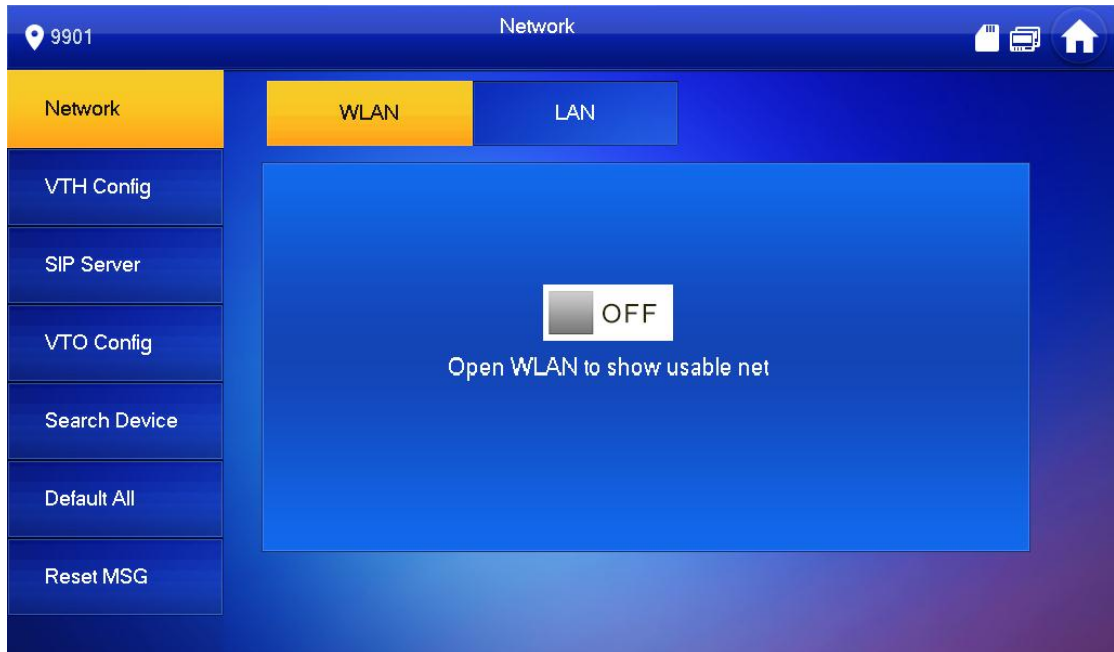 9901
Network
Network
WLAN
LAN
VTH Config
SIP Server
VTO Config
Search Device
Default All
Reset MSG
OFF
Open WLAN to show usable net